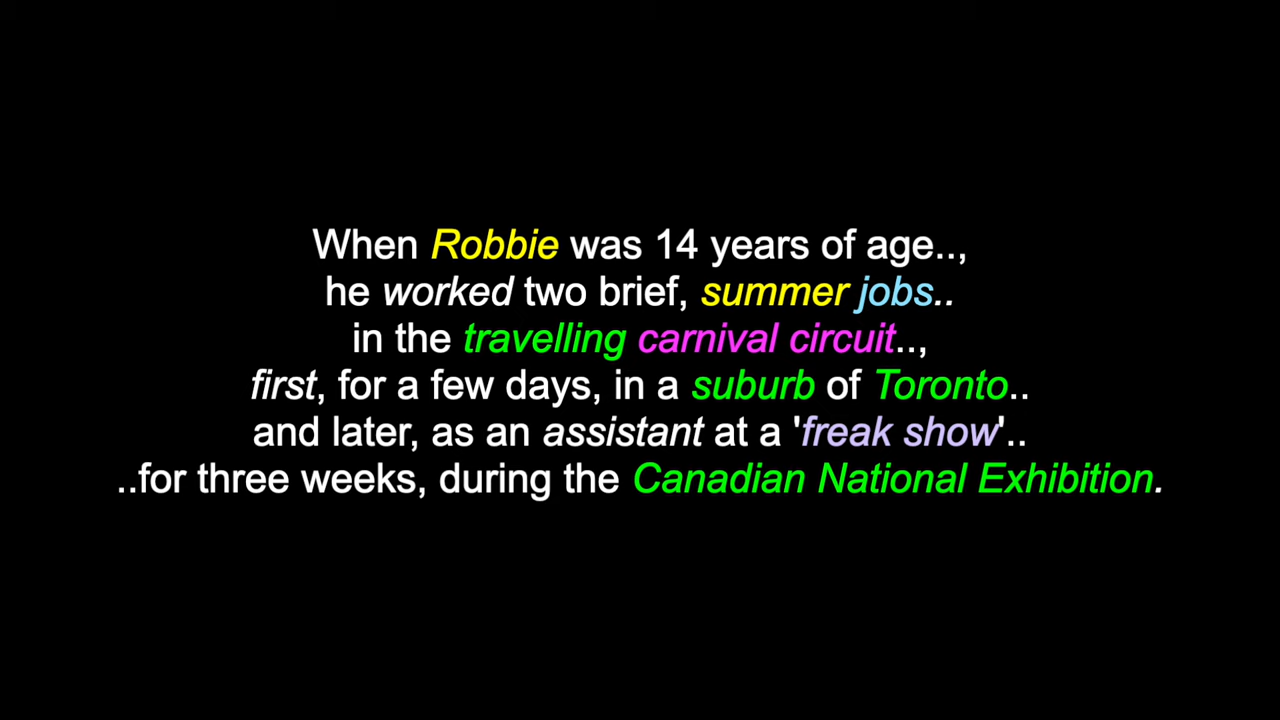 When Robbie was 14 years of age..,
he worked two brief, summer jobs..
in the travelling carnival circuit..,
first, for a few days, in a suburb of Toronto..
and later, as an assistant at a 'freak show'..
..for three weeks, during the Canadian National Exhibition.